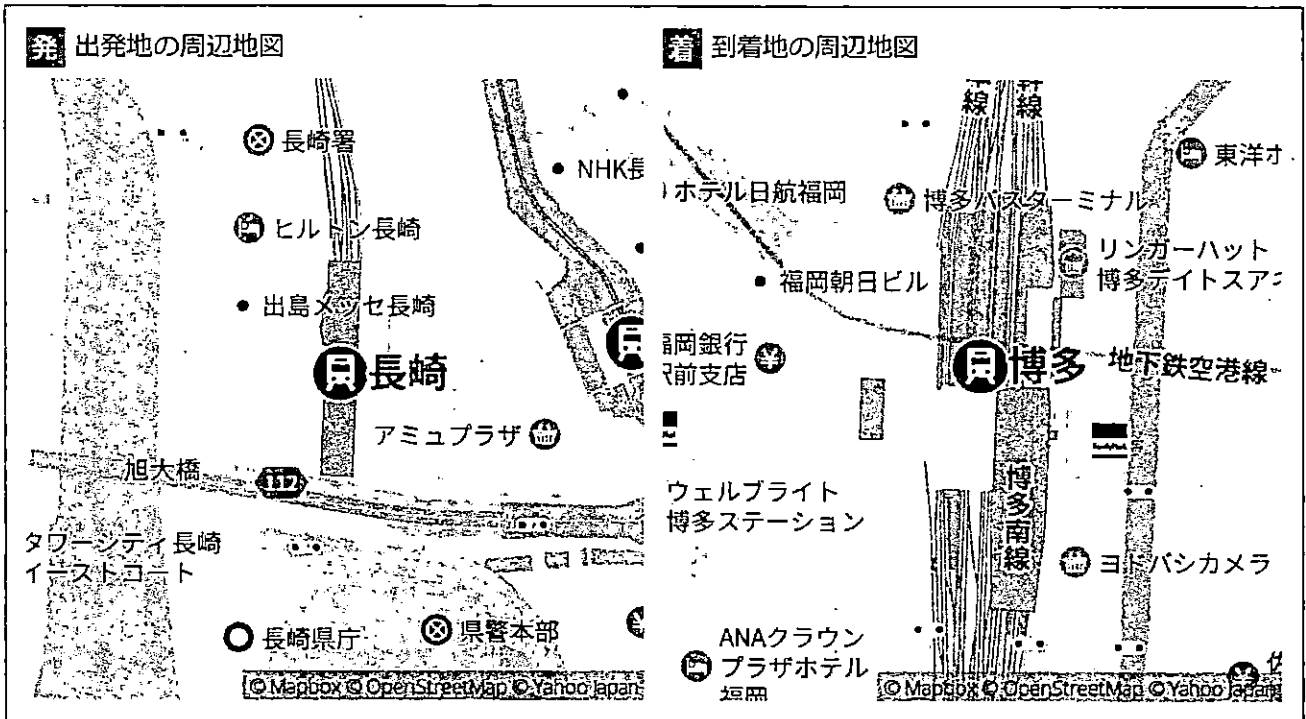 発 出発地の周辺地図
長崎署
NHK長
ヒルトン長崎
出島メッセ長崎
長崎
アミュプラザ
旭大橋
112
タワーシティ長崎
イーストコート
長崎県庁
県警本部
© Mapbox © OpenStreetMap © Yahoo Japan
着 到着地の周辺地図
線
幹線
東洋ホ
ホテル日航福岡
博多バスターミナル
リンガーハット
博多デイトスアネ
福岡朝日ビル
福岡銀行
駅前支店
博多
地下鉄空港線
FamilyMart
ウェルブライト
博多ステーション
博多南線
ヨドバシカメラ
ANAクラウン
プラザホテル
福岡
© Mapbox © OpenStreetMap © Yahoo Japan